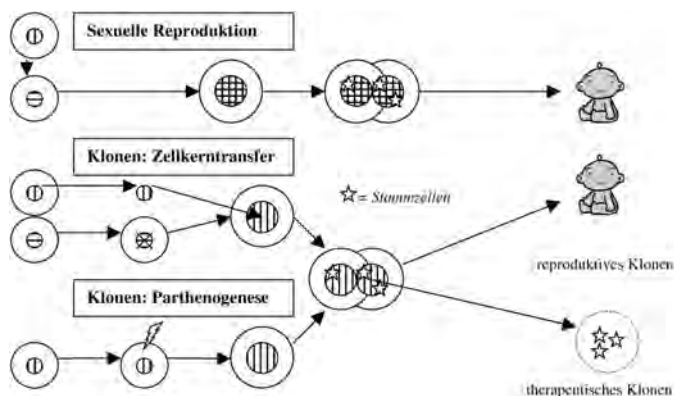 Sexuelle Reproduktion
Klonen: Zellkerntransfer
= Stammzellen
reproduktives Klonen
Klonen: Parthenogenese
therapeutisches Klonen